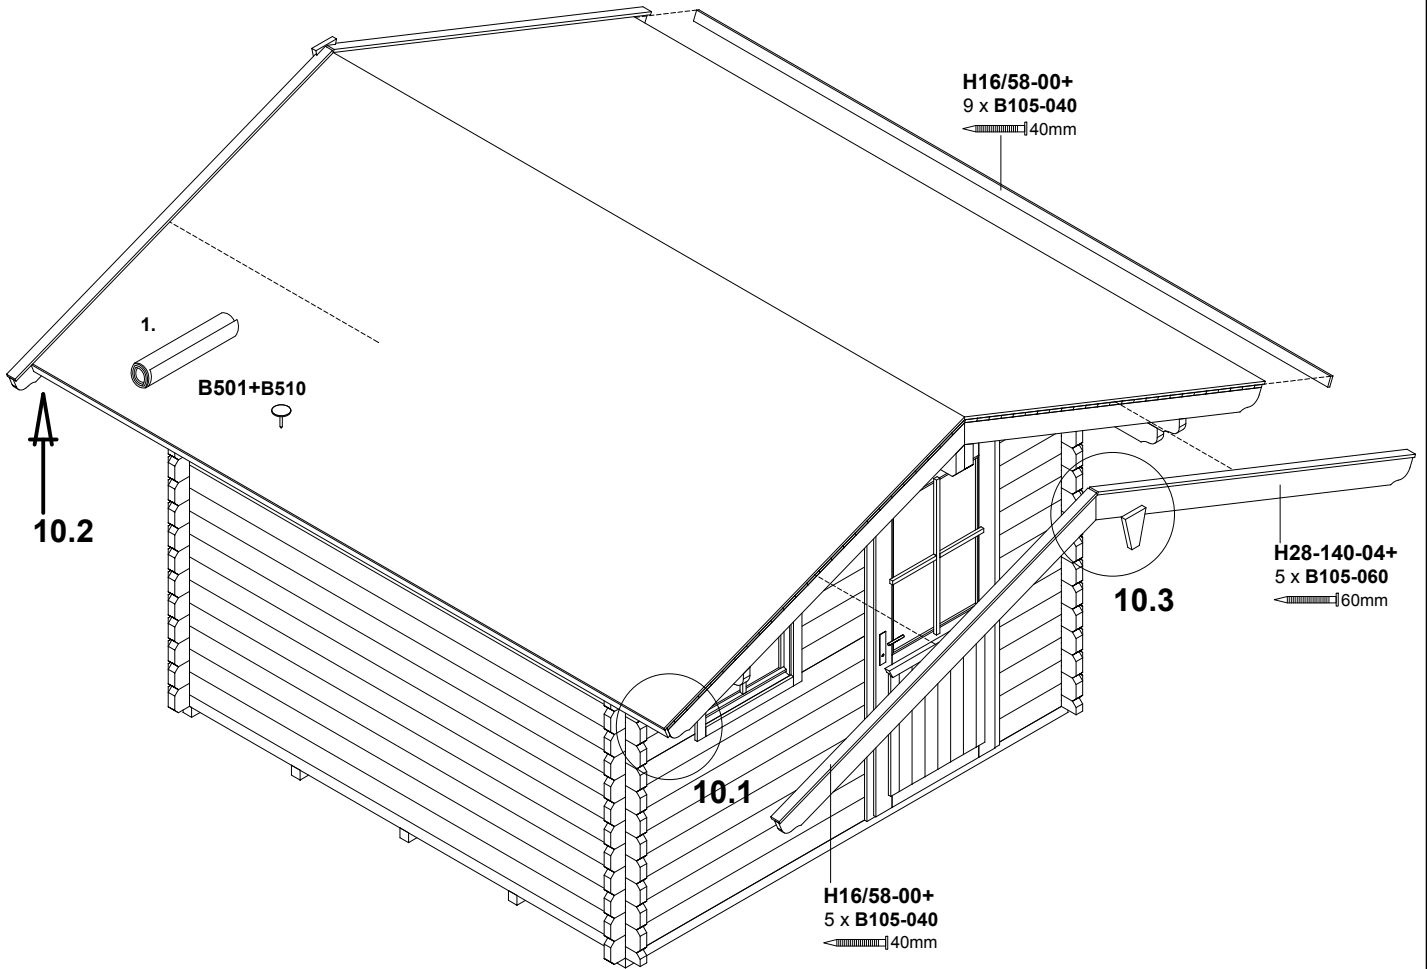 H16/58-00+
9 x B105-040
40mm
1.
B501+B510
10.2
H28-140-04+
5 x B105-060
60mm
10.3
10.1
H16/58-00+
5 x B105-040
40mm